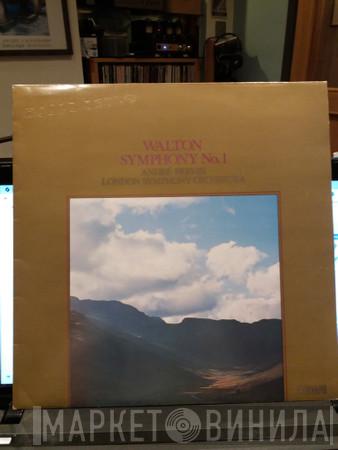 WALTON
SYMPHONY No.1
ANDRÉ PREVIN
LONDON SYMPHONY ORCHESTRA
МАРКЕТ ВИНИЛА